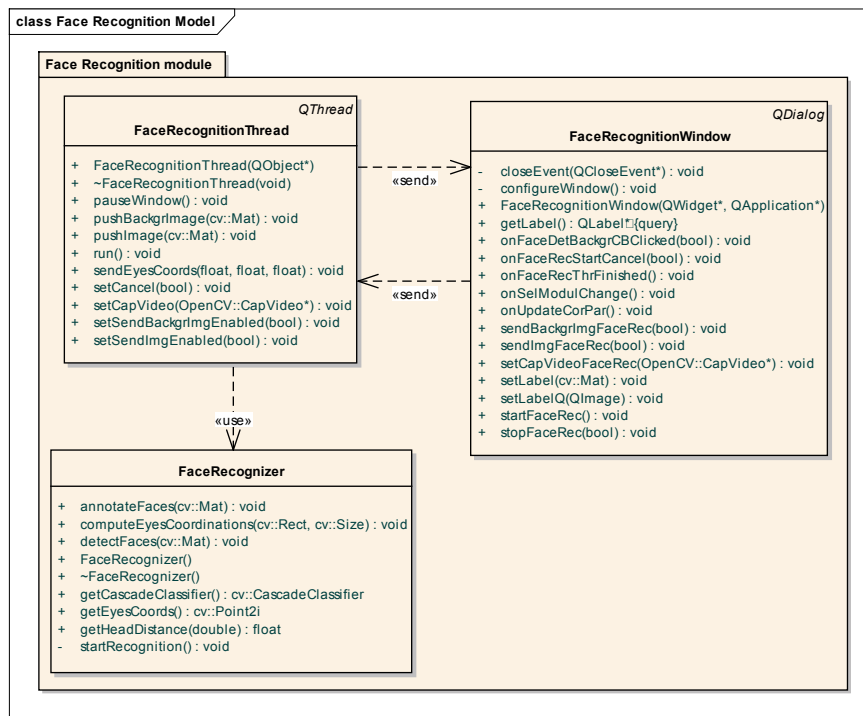 class Face Recognition Model
Face Recognition module
QThread
FaceRecognitionThread
+ FaceRecognitionThread(QObject*)
+ ~FaceRecognitionThread(void)
+ pauseWindow() : void
+ pushBackgrImage(cv::Mat) : void
+ pushImage(cv::Mat) : void
+ run() : void
+ sendEyesCoords(float, float, float) : void
+ setCancel(bool) : void
+ setCapVideo(OpenCV::CapVideo*) : void
+ setSendBackgrImgEnabled(bool) : void
+ setSendImgEnabled(bool) : void
«send»
«send»
QDialog
FaceRecognitionWindow
- closeEvent(QCloseEvent*) : void
- configureWindow() : void
+ FaceRecognitionWindow(QWidget*, QApplication*)
+ getLabel() : QLabel* {query}
+ onFaceDetBackgrCBClicked(bool) : void
+ onFaceRecStartCancel(bool) : void
+ onFaceRecThrFinished() : void
+ onSelModulChange() : void
+ onUpdateCorPar() : void
+ sendBackgrImgFaceRec(bool) : void
+ sendImgFaceRec(bool) : void
+ setCapVideoFaceRec(OpenCV::CapVideo*) : void
+ setLabel(cv::Mat) : void
+ setLabelQ(QImage) : void
+ startFaceRec() : void
+ stopFaceRec(bool) : void
«use»
FaceRecognizer
+ annotateFaces(cv::Mat) : void
+ computeEyesCoordinations(cv::Rect, cv::Size) : void
+ detectFaces(cv::Mat) : void
+ FaceRecognizer()
+ ~FaceRecognizer()
+ getCascadeClassifier() : cv::CascadeClassifier
+ getEyesCoords() : cv::Point2i
+ getHeadDistance(double) : float
- startRecognition() : void